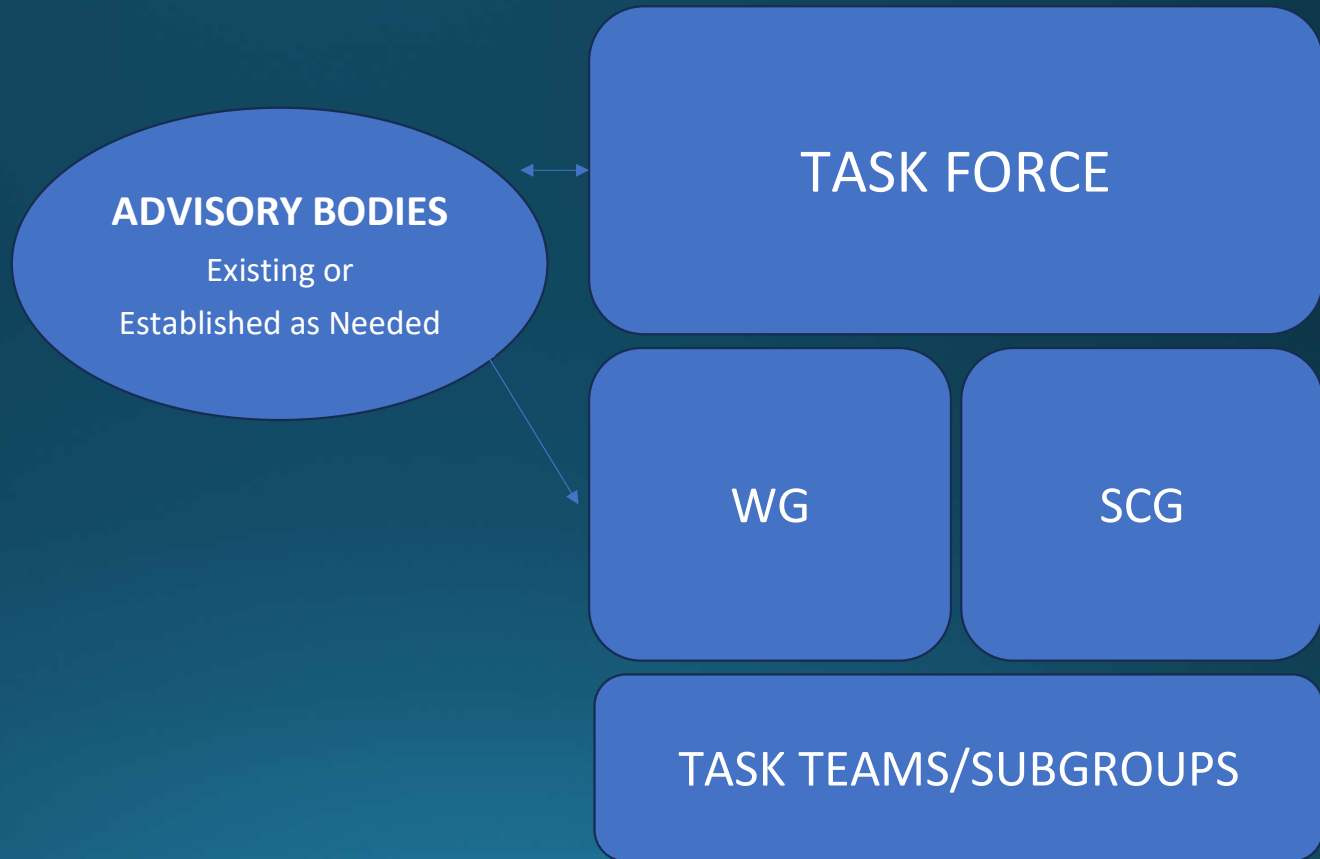 TASK FORCE
ADVISORY BODIES
Existing or
Established as Needed
WG
SCG
TASK TEAMS/SUBGROUPS